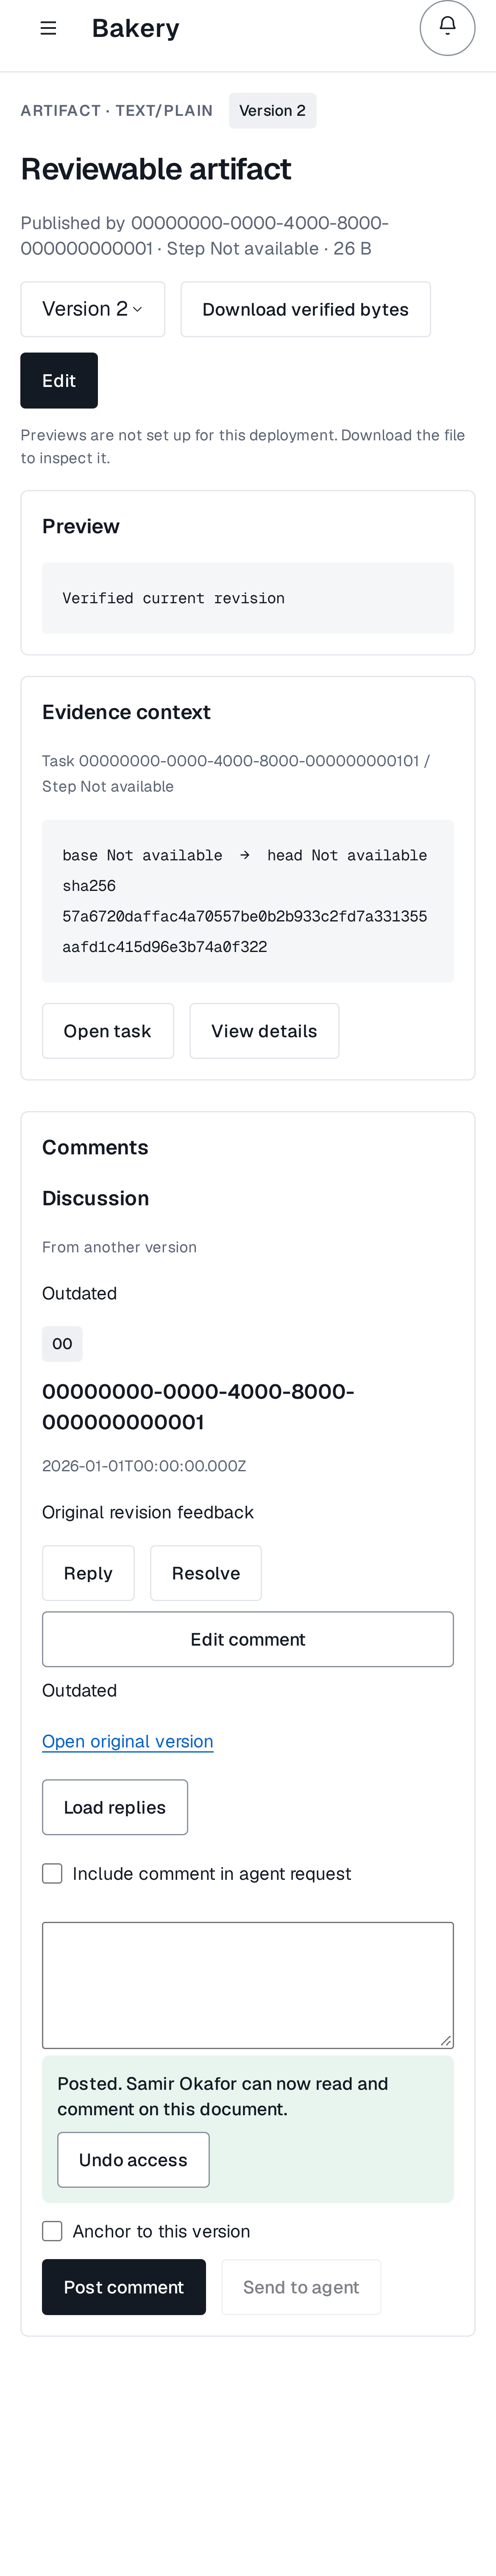 Bakery
ARTIFACT · TEXT/PLAIN
Version 2
Reviewable artifact
Published by 00000000-0000-4000-8000-
000000000001 · Step Not available · 26 B
Version 2
Download verified bytes
Edit
Previews are not set up for this deployment. Download the file
to inspect it.
Preview
Verified current revision
Evidence context
Task 00000000-0000-4000-8000-000000000101 /
Step Not available
base Not available → head Not available
sha256
57a6720daffac4a70557be0b2b933c2fd7a331355
aafd1c415d96e3b74a0f322
Open task
View details
Comments
Discussion
From another version
Outdated
00
00000000-0000-4000-8000-
000000000001
2026-01-01T00:00:00.000Z
Original revision feedback
Reply
Resolve
Edit comment
Outdated
Open original version
Load replies
Include comment in agent request
Posted. Samir Okafor can now read and
comment on this document.
Undo access
Anchor to this version
Post comment
Send to agent